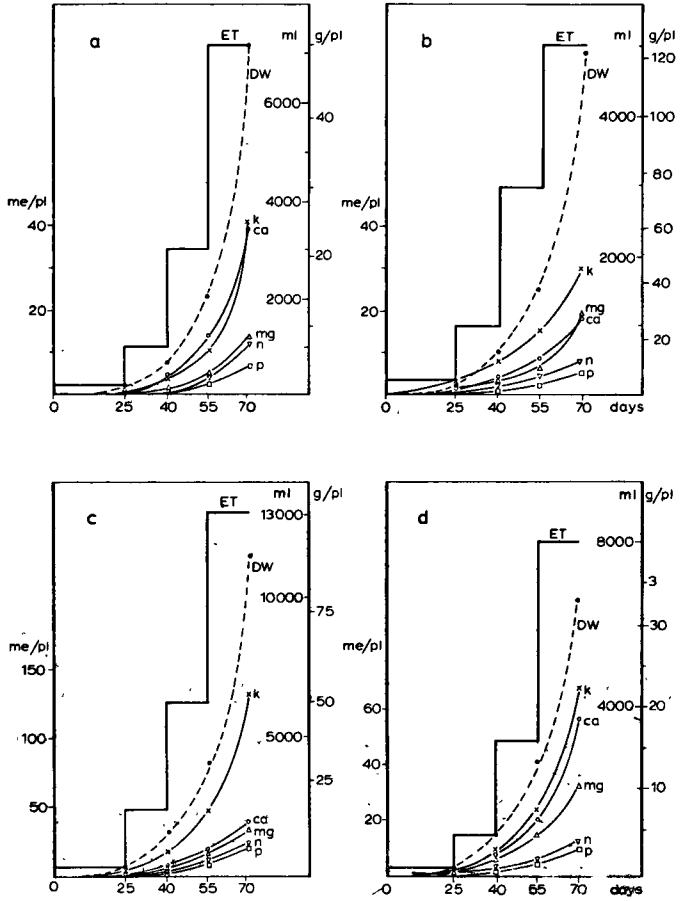 a ET ml g/pl
DW
6000
40
me/pl
4000
40
k
ca
20
20
2000
mg
n
p
0 25 40 55 70
b ET ml g/pl
120
DW
4000
100
80
me/pl
40
60
2000
k
40
20
mg
ca
20
n
p
0 25 40 55 70 days
c ET ml g/pl
13000
DW
10000
75
me/pl
150
k
50
100
5000
25
50
ca
mg
n
p
0 25 40 55 70
d ET ml g/pl
8000
3
DW
30
me/pl
k
60
4000
20
ca
40
mg
10
20
n
p
0 25 40 55 70 days